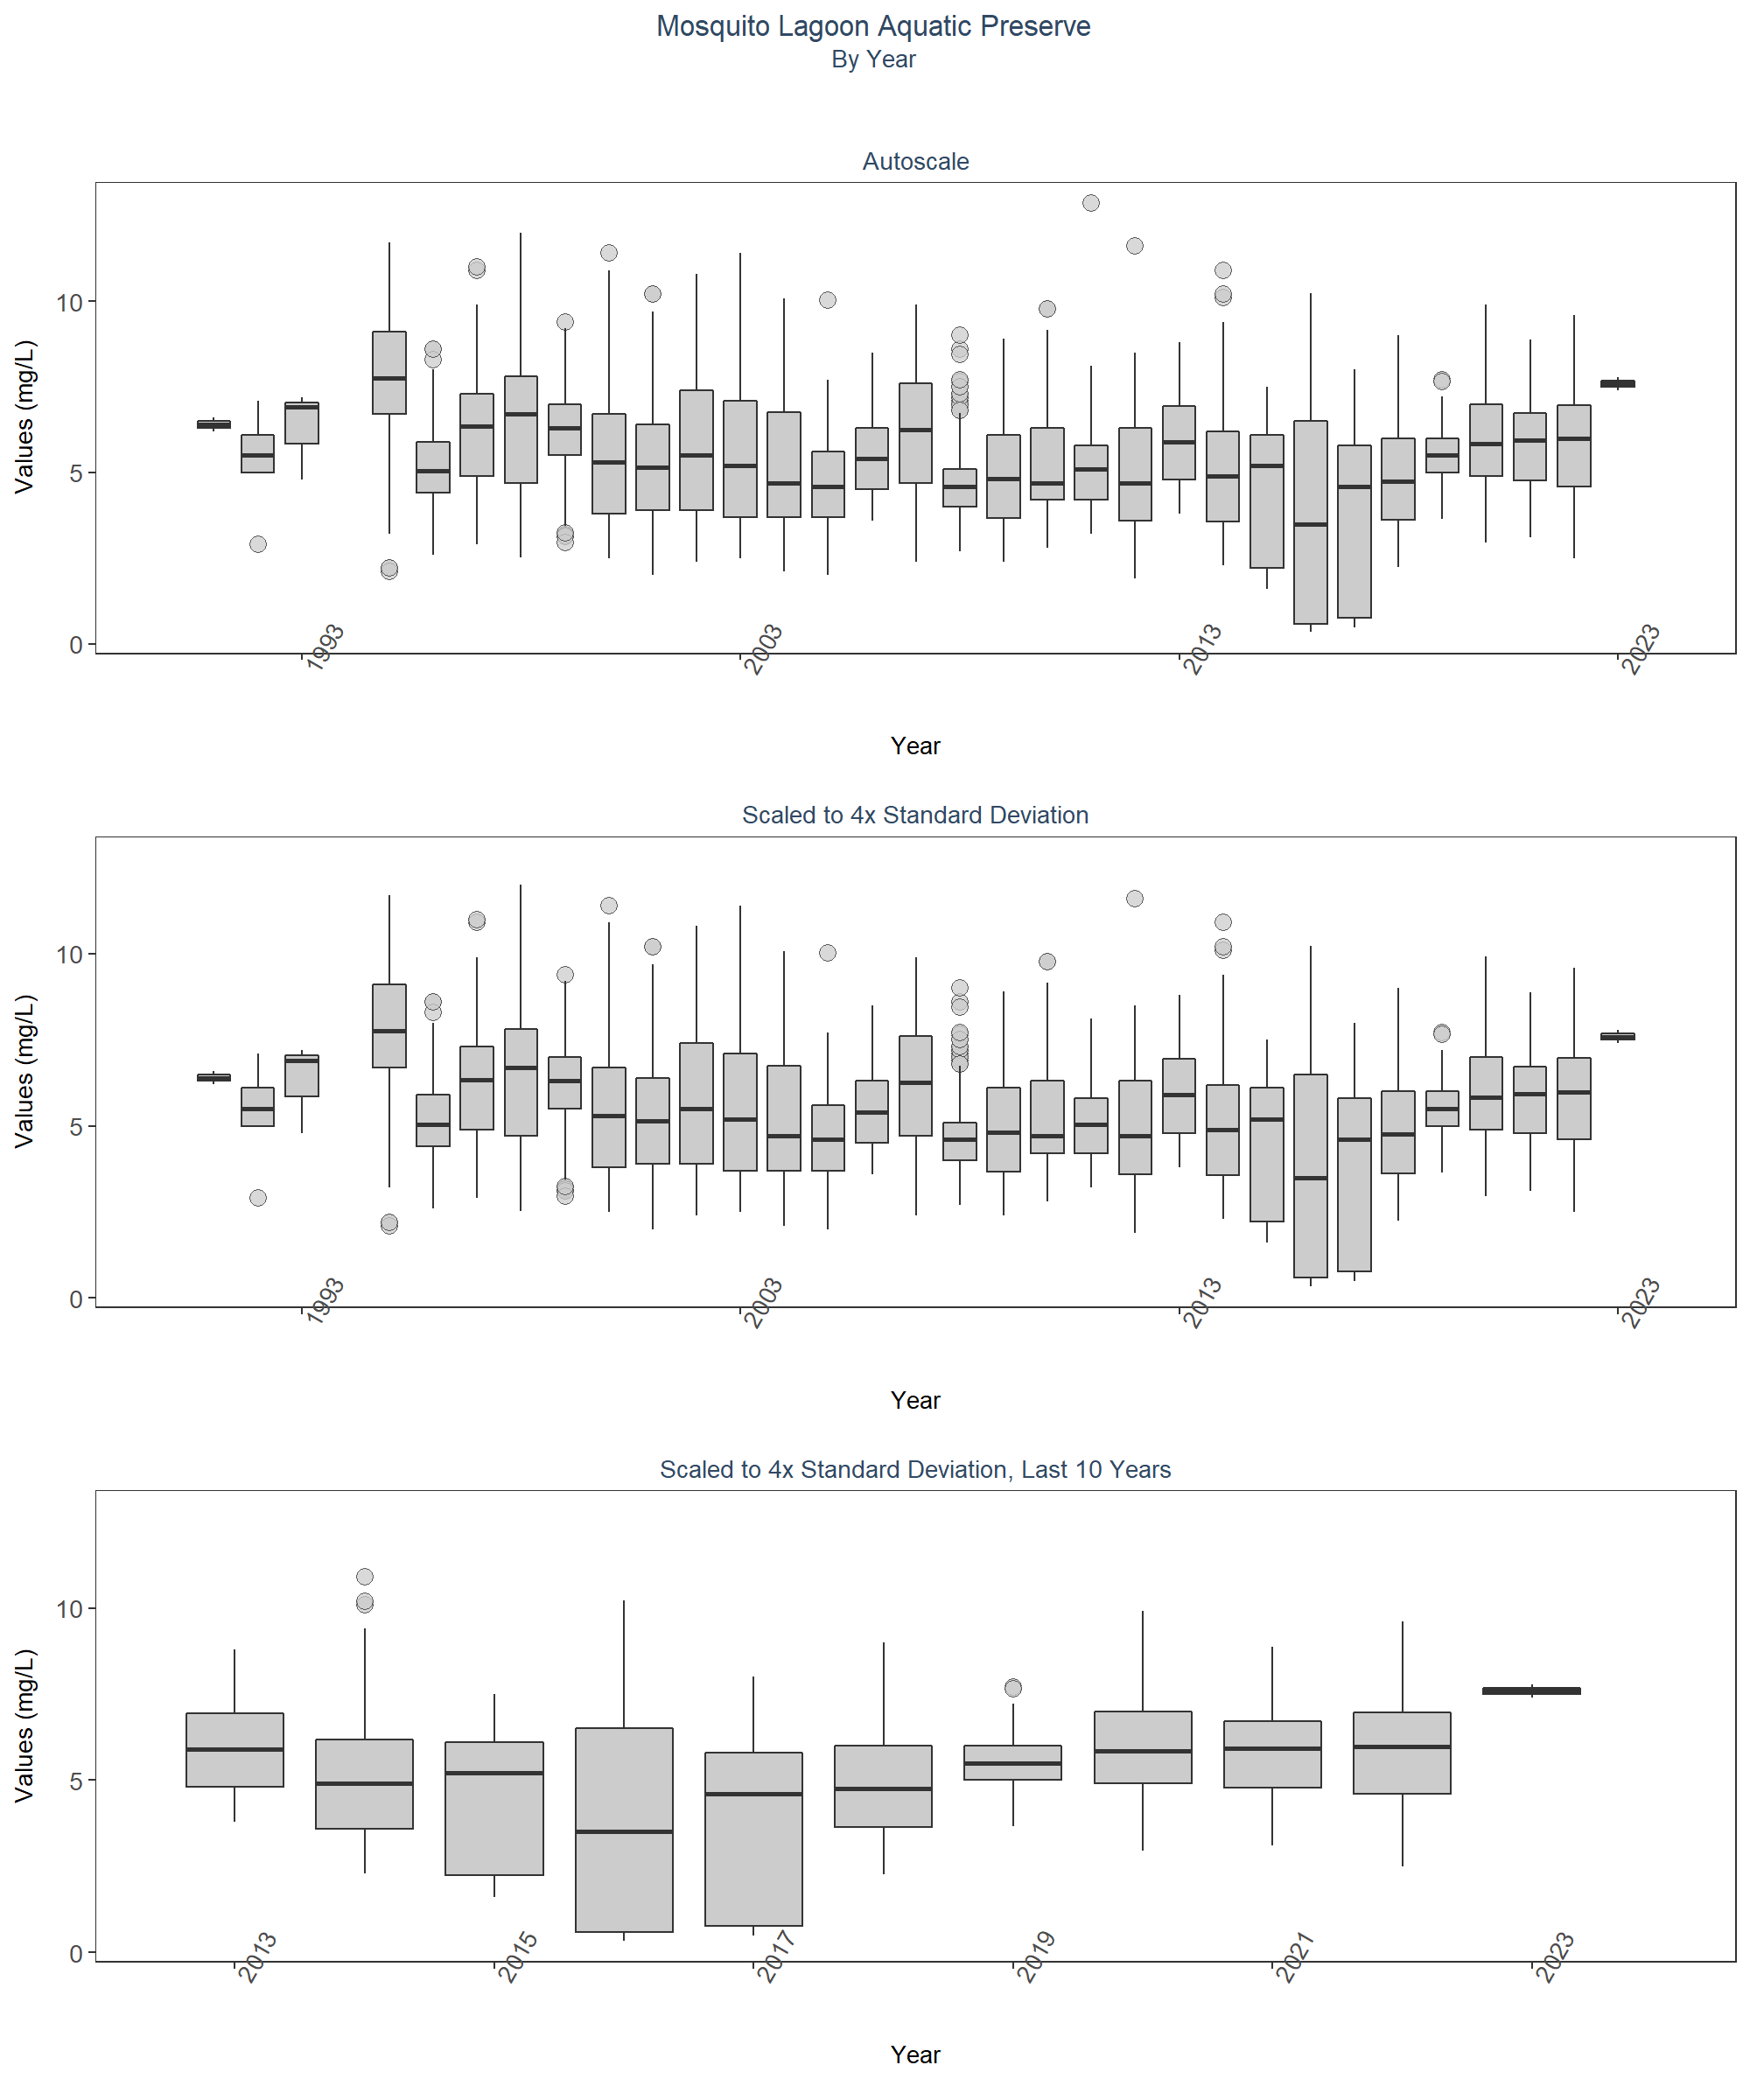 Mosquito Lagoon Aquatic Preserve
By Year
Autoscale
Values (mg/L)
10
5
0
1993
2003
2013
2023
Year
Scaled to 4x Standard Deviation
Values (mg/L)
10
5
0
1993
2003
2013
2023
Year
Scaled to 4x Standard Deviation, Last 10 Years
Values (mg/L)
10
5
0
2013
2015
2017
2019
2021
2023
Year